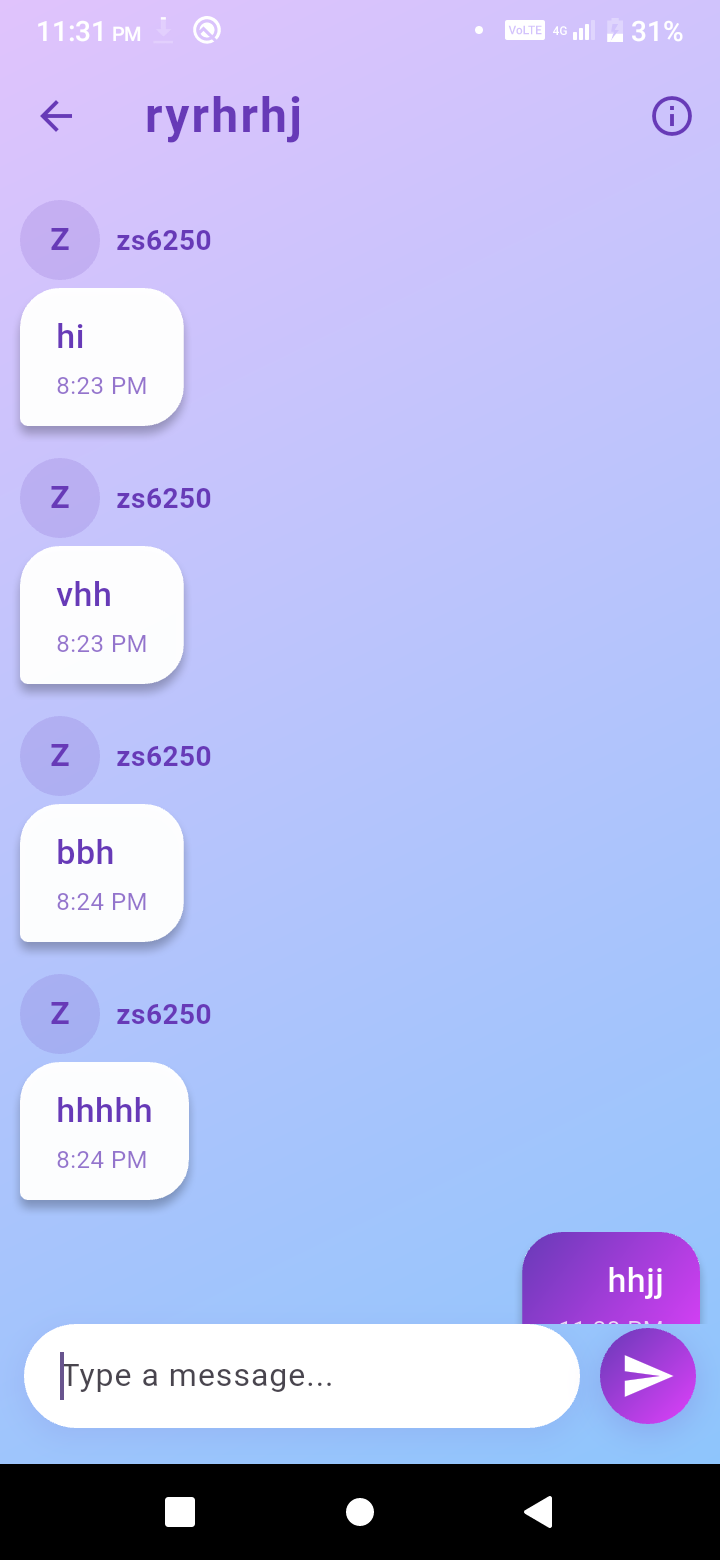 11:31 PM VoLTE 4G 31%
ryrhrhj
Z zs6250
hi
8:23 PM
Z zs6250
vhh
8:23 PM
Z zs6250
bbh
8:24 PM
Z zs6250
hhhhh
8:24 PM
hhjj
Type a message...